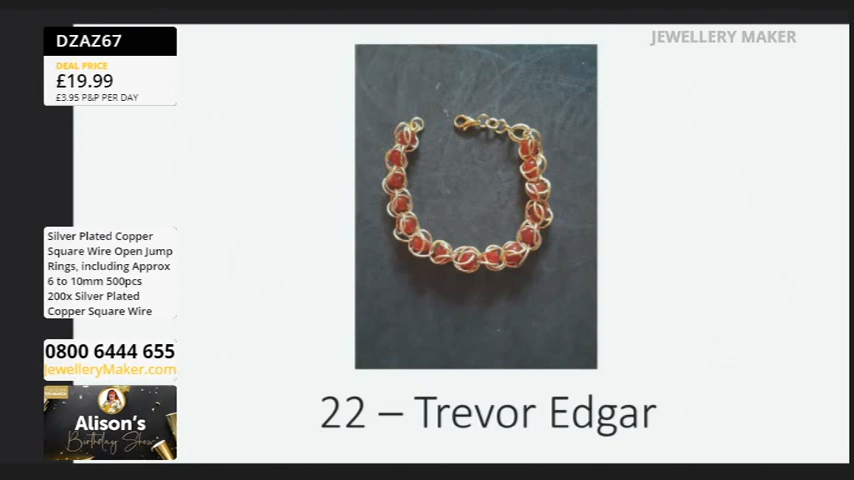 DZAZ67
DEAL PRICE
£19.99
£3.95 P&P PER DAY
JEWELLERY MAKER
Silver Plated Copper
Square Wire Open Jump
Rings, including Approx
6 to 10mm 500pcs
200x Silver Plated
Copper Square Wire
0800 6444 655
JewelleryMaker.com
Alison's
Birthday Show
22 – Trevor Edgar